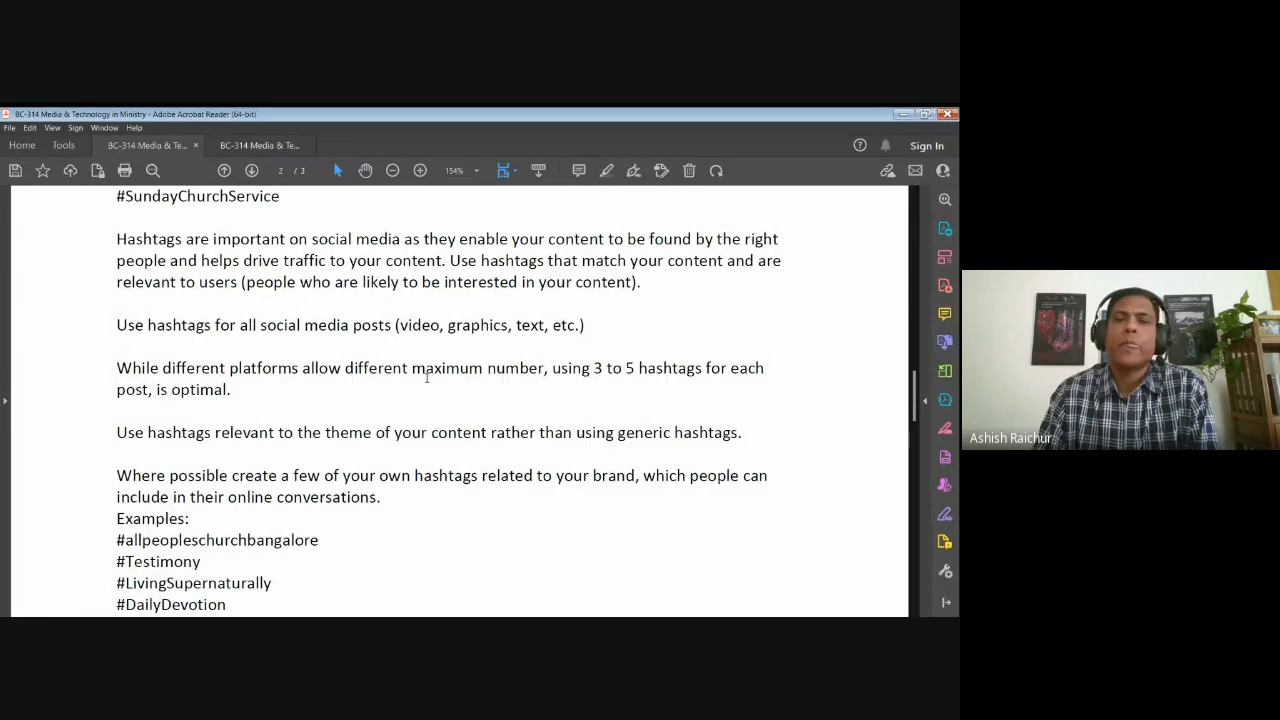 BC-314 Media & Technology in Ministry - Adobe Acrobat Reader (64-bit)
File Edit View Sign Window Help
Home Tools BC-314 Media & Te... × BC-314 Media & Te... Sign In
2 / 3 154%
#SundayChurchService
Hashtags are important on social media as they enable your content to be found by the right
people and helps drive traffic to your content. Use hashtags that match your content and are
relevant to users (people who are likely to be interested in your content).
Use hashtags for all social media posts (video, graphics, text, etc.)
While different platforms allow different maximum number, using 3 to 5 hashtags for each
post, is optimal.
Use hashtags relevant to the theme of your content rather than using generic hashtags.
Where possible create a few of your own hashtags related to your brand, which people can
include in their online conversations.
Examples:
#allpeopleschurchbangalore
#Testimony
#LivingSupernaturally
#DailyDevotion
Ashish Raichur